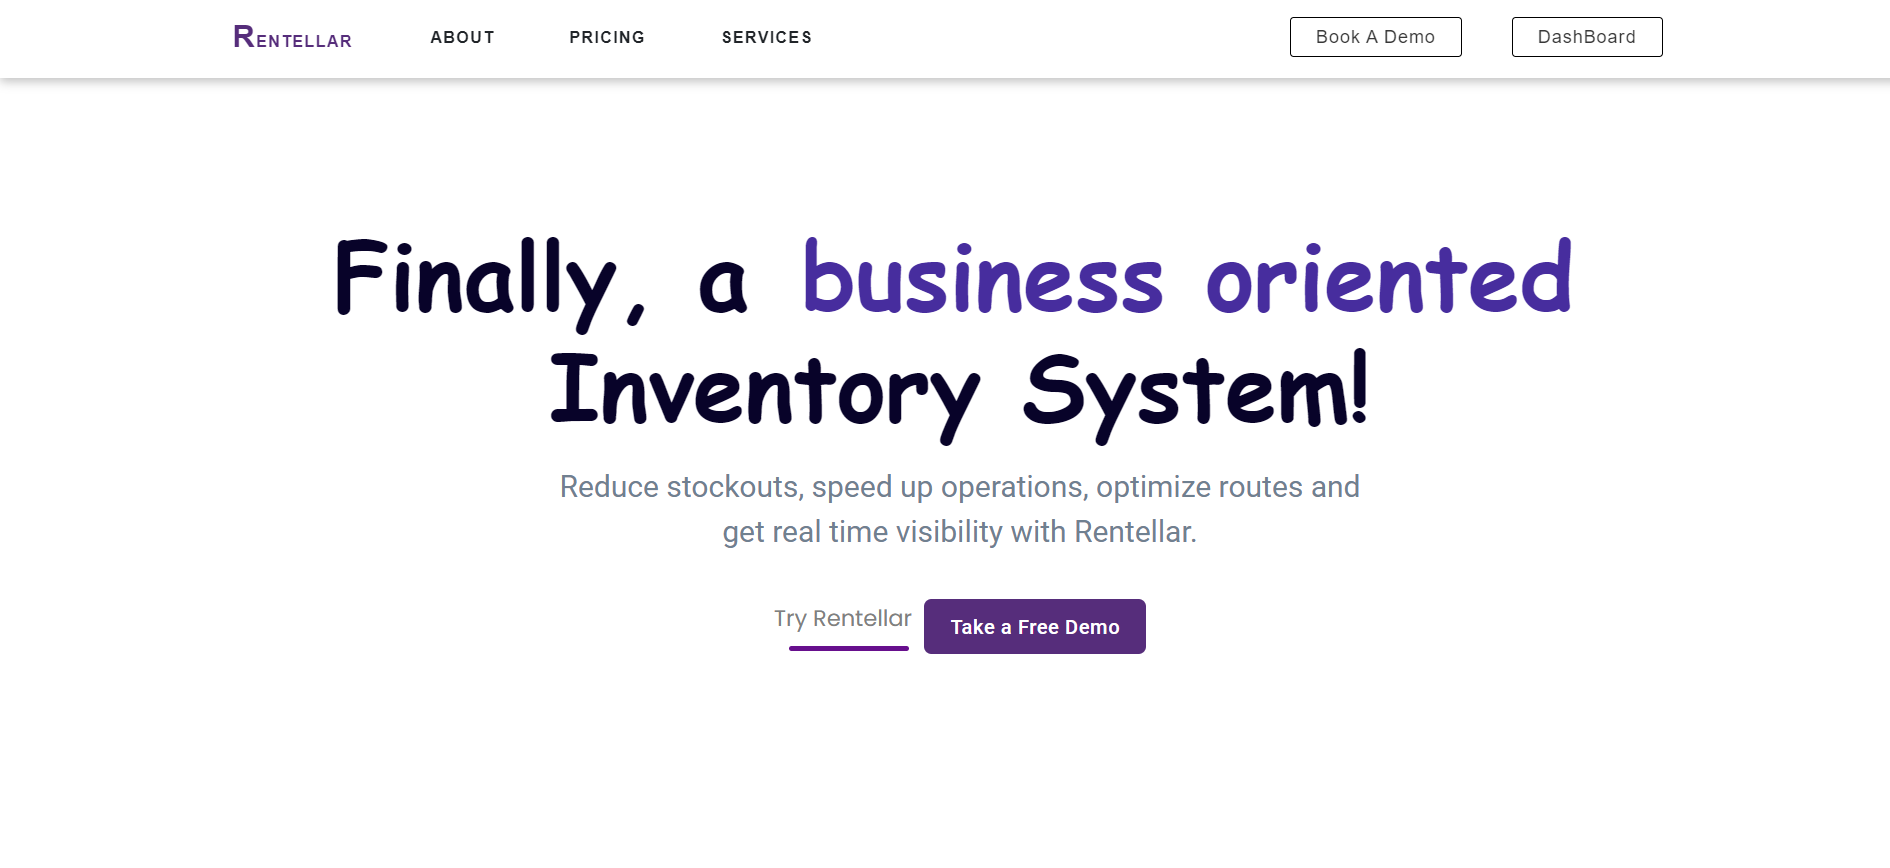 RENTELLAR
ABOUT
PRICING
SERVICES
Book A Demo
DashBoard
Finally, a business oriented
Inventory System!
Reduce stockouts, speed up operations, optimize routes and
get real time visibility with Rentellar.
Try Rentellar
Take a Free Demo